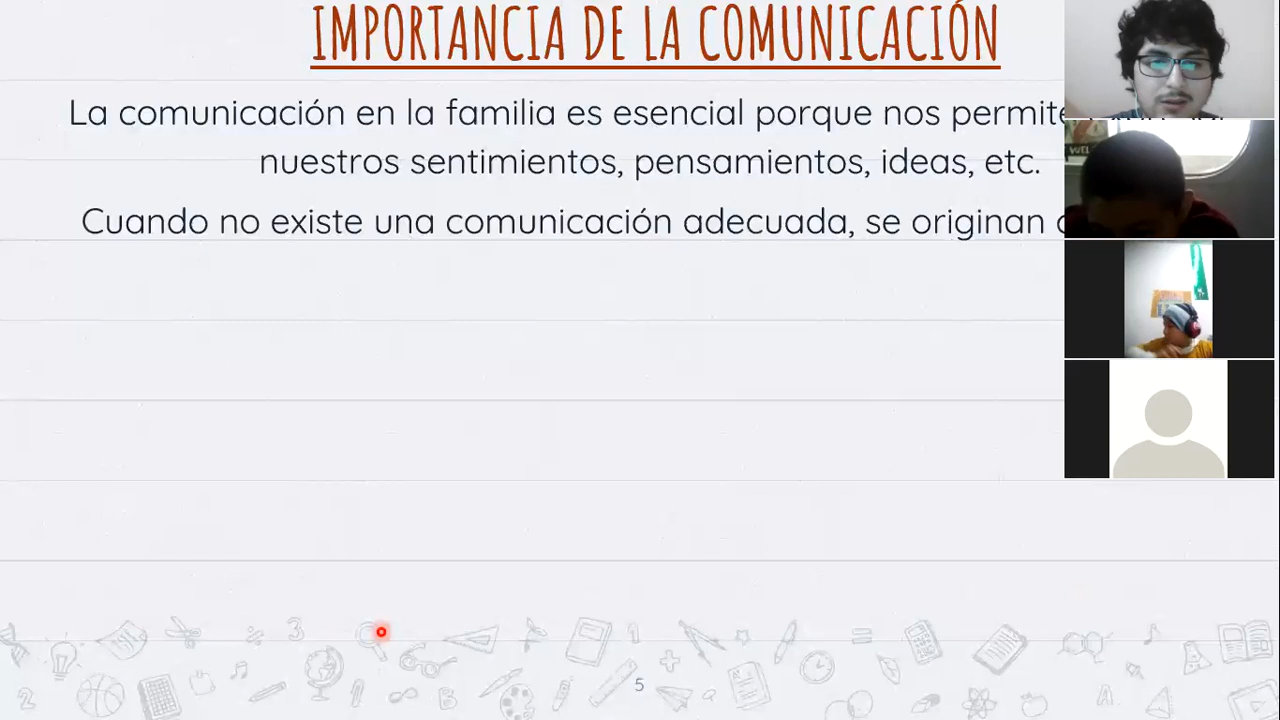 IMPORTANCIA DE LA COMUNICACIÓN
La comunicación en la familia es esencial porque nos permite
nuestros sentimientos, pensamientos, ideas, etc.
Cuando no existe una comunicación adecuada, se originan
5